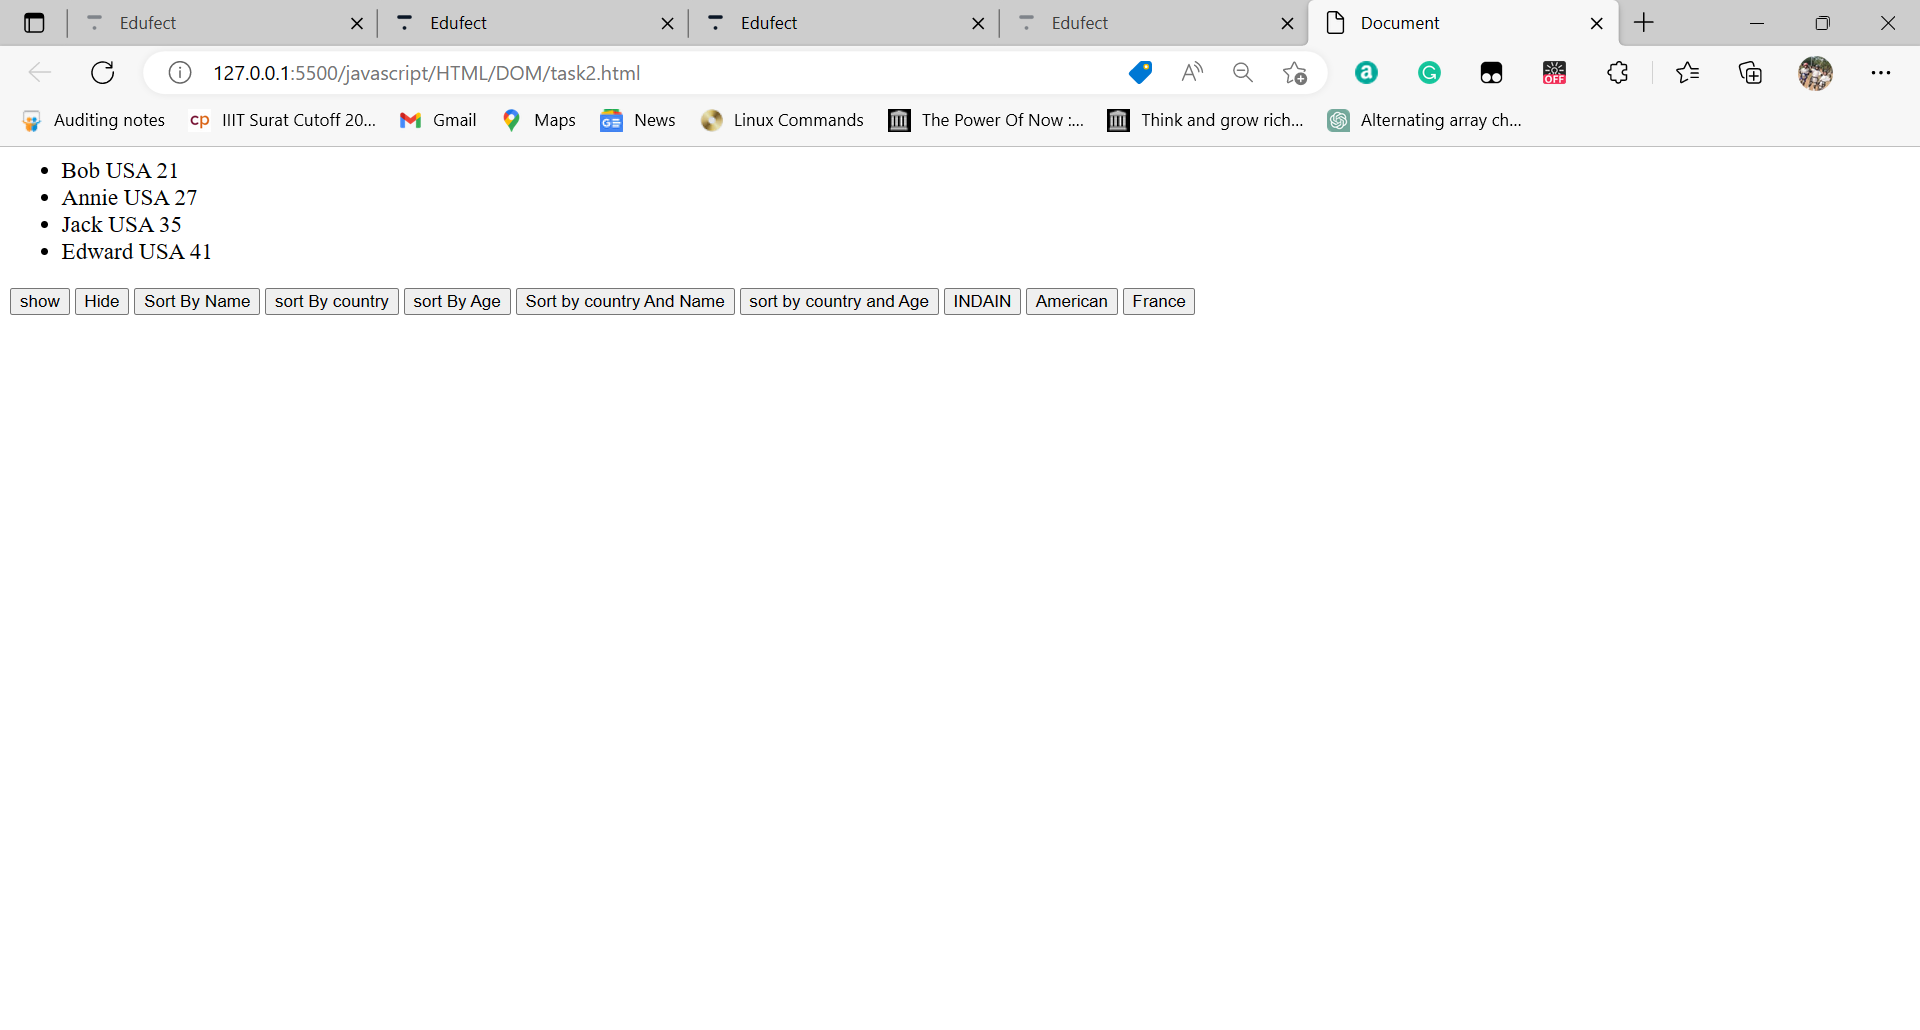 Edufect Edufect Edufect Edufect Document
127.0.0.1:5500/javascript/HTML/DOM/task2.html A a G OFF
Auditing notes cp IIIT Surat Cutoff 20... Gmail Maps GE News Linux Commands The Power Of Now :... Think and grow rich... Alternating array ch...
• Bob USA 21
• Annie USA 27
• Jack USA 35
• Edward USA 41
show Hide Sort By Name sort By country sort By Age Sort by country And Name sort by country and Age INDAIN American France